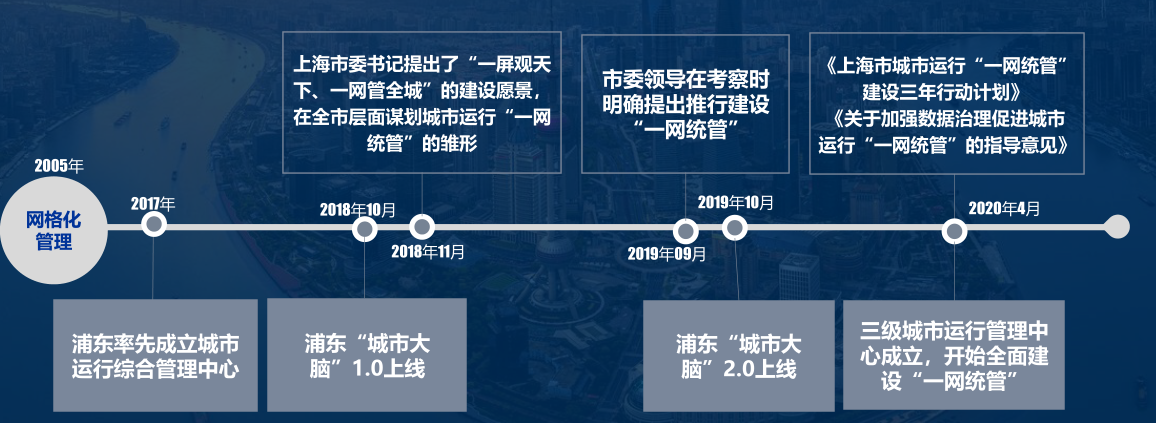 2005年
网格化
管理
2017年
浦东率先成立城市
运行综合管理中心
2018年10月
浦东“城市大
脑”1.0上线
上海市委书记提出了“一屏观天
下、一网管全城”的建设愿景，
在全市层面谋划城市运行“一网
统管”的雏形
2018年11月
市委领导在考察时
明确提出推行建设
“一网统管”
2019年09月
2019年10月
浦东“城市大
脑”2.0上线
《上海市城市运行“一网统管”
建设三年行动计划》
《关于加强数据治理促进城市
运行“一网统管”的指导意见》
2020年4月
三级城市运行管理中
心成立，开始全面建
设“一网统管”